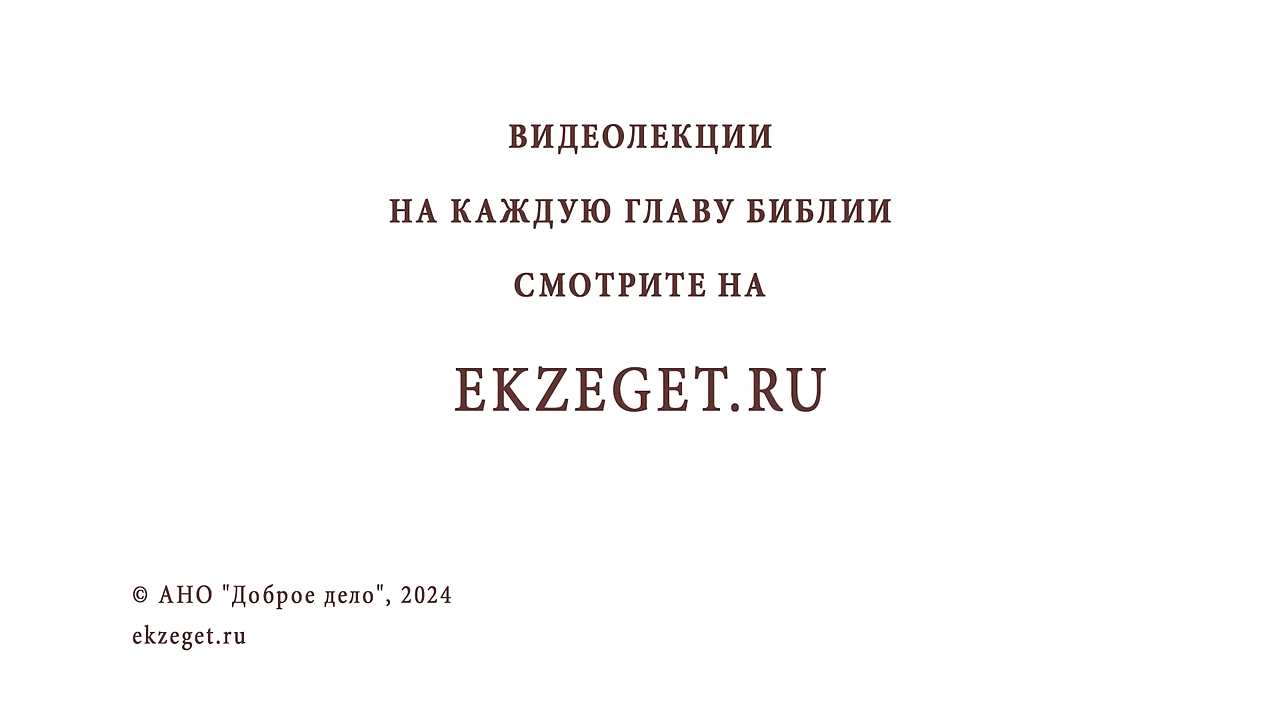 ВИДЕОЛЕКЦИИ
НА КАЖДУЮ ГЛАВУ БИБЛИИ
СМОТРИТЕ НА
EKZEGET.RU
© АНО "Доброе дело", 2024
ekzeget.ru